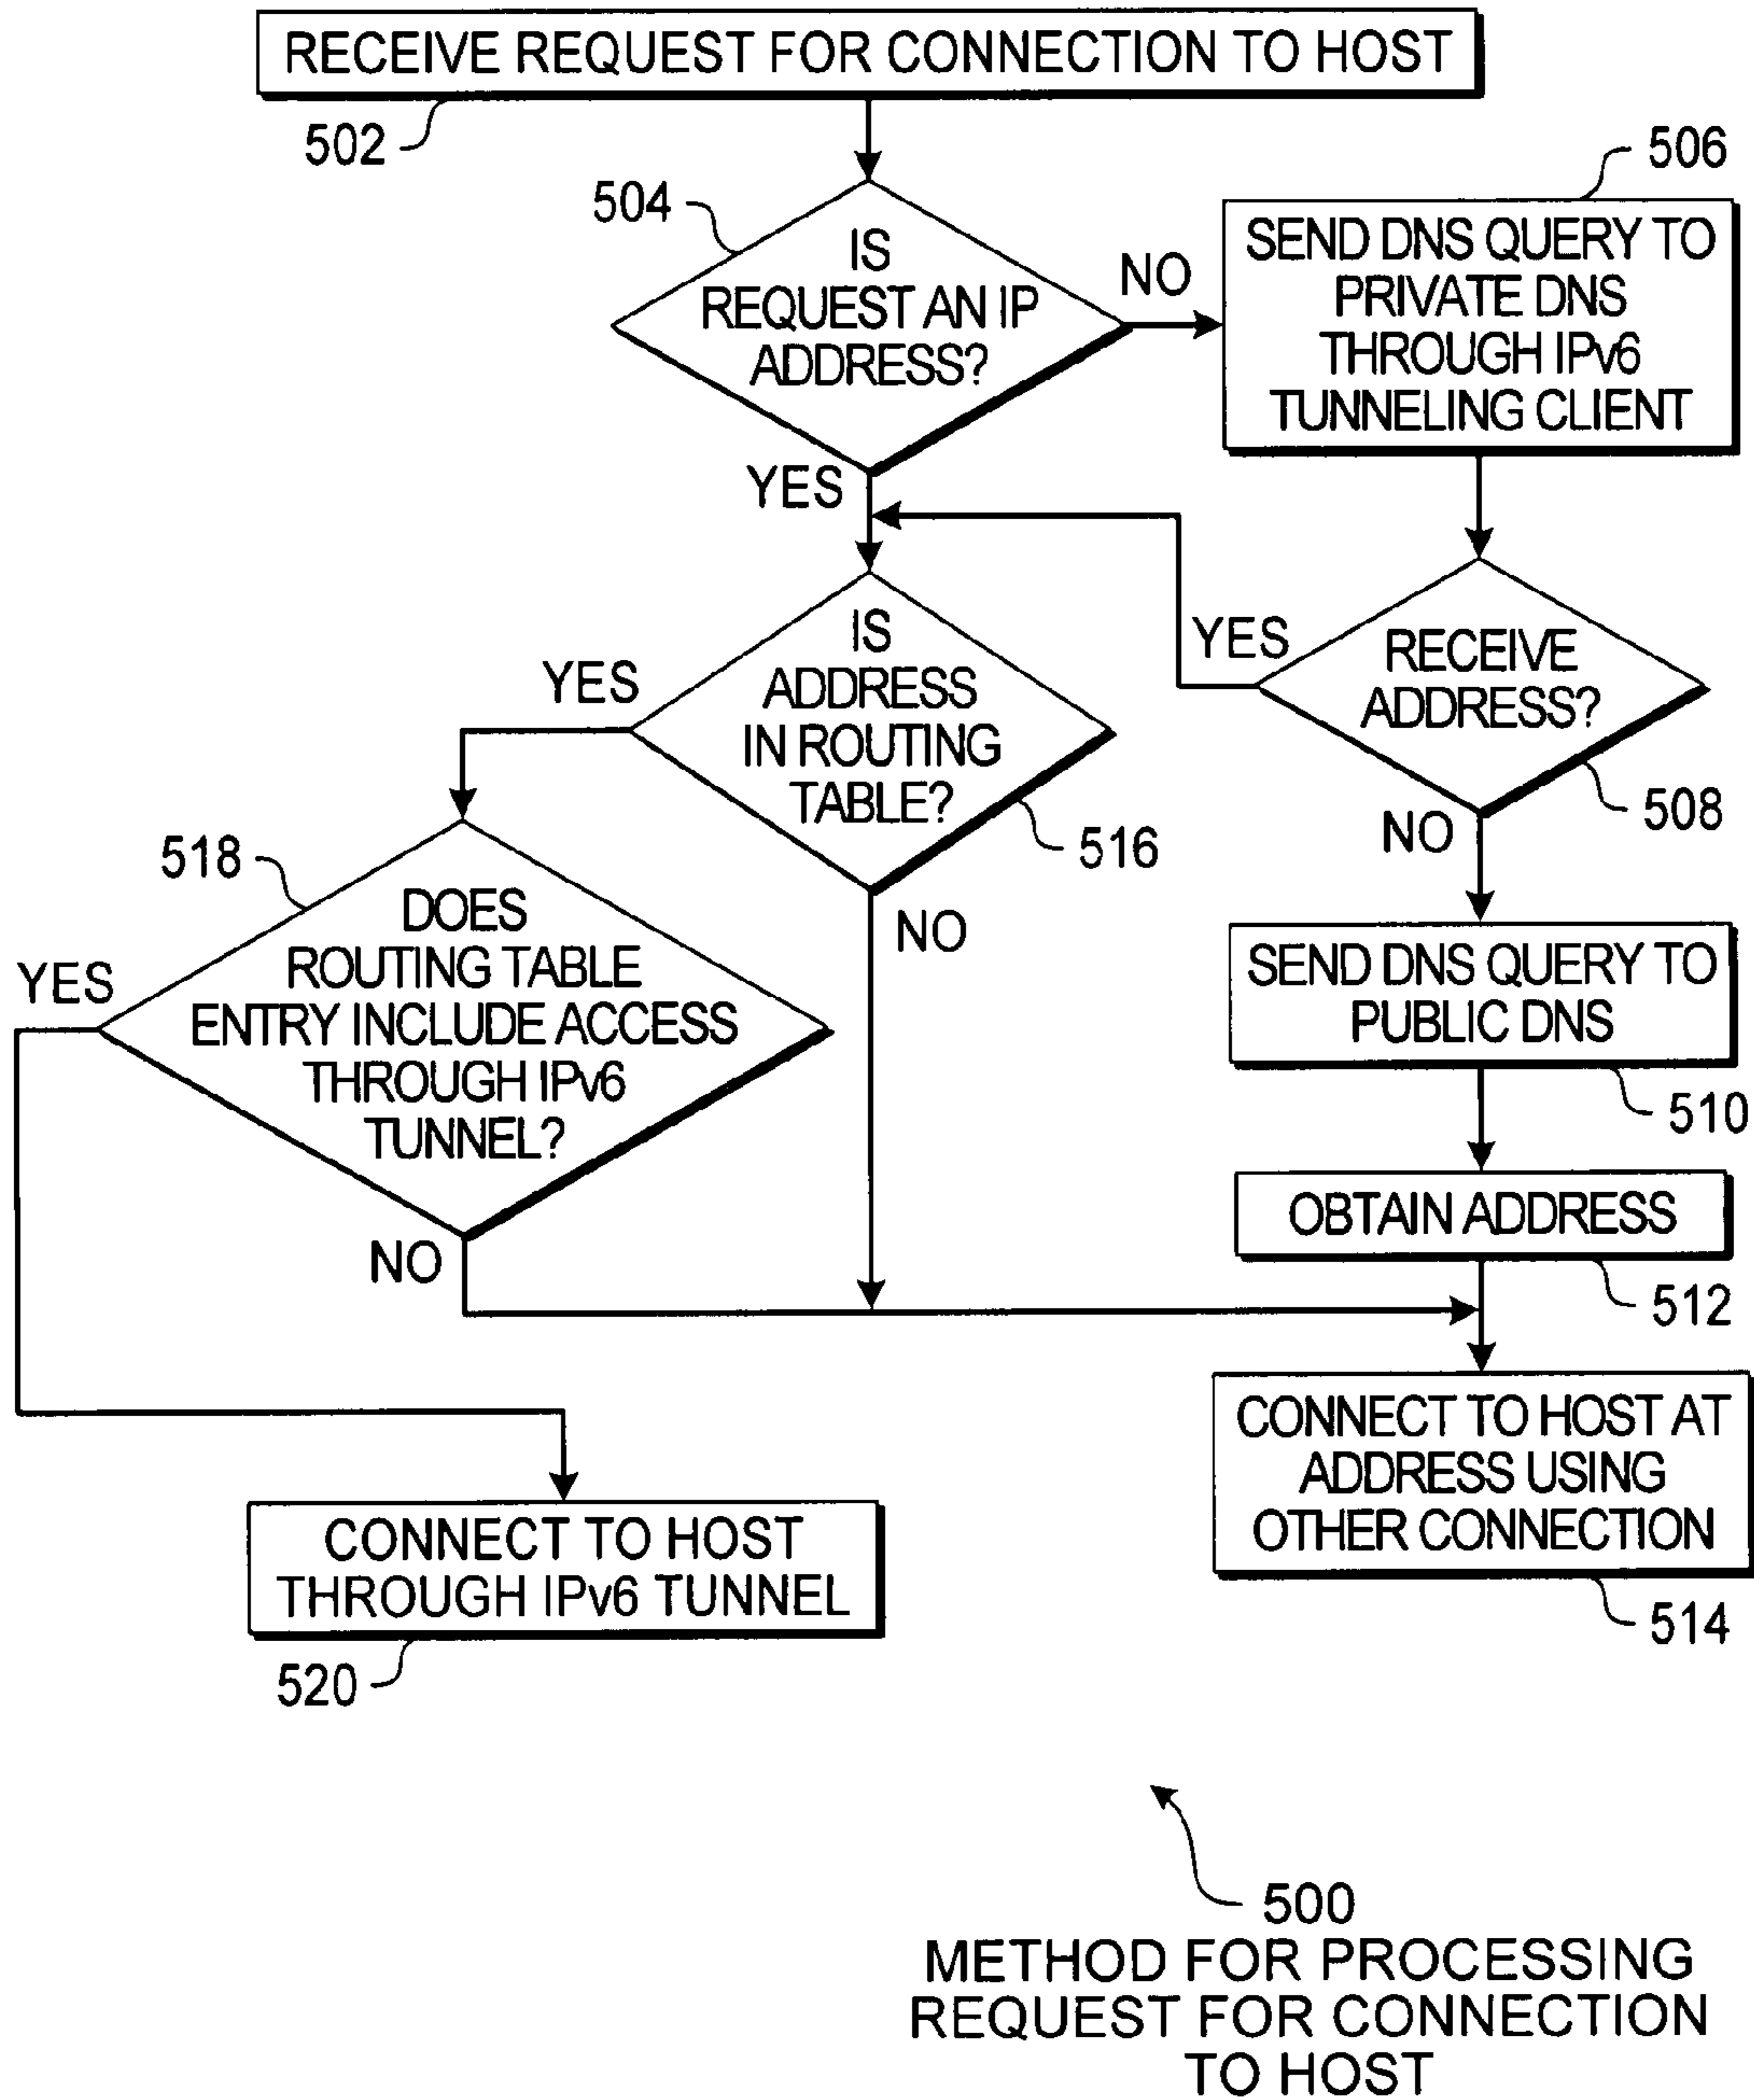 RECEIVE REQUEST FOR CONNECTION TO HOST
502
504
IS
REQUEST AN IP
ADDRESS?
NO
506
SEND DNS QUERY TO
PRIVATE DNS
THROUGH IPv6
TUNNELING CLIENT
YES
IS
ADDRESS
IN ROUTING
TABLE?
516
YES
NO
YES
RECEIVE
ADDRESS?
508
NO
518
DOES
ROUTING TABLE
ENTRY INCLUDE ACCESS
THROUGH IPv6
TUNNEL?
YES
NO
SEND DNS QUERY TO
PUBLIC DNS
510
OBTAIN ADDRESS
512
CONNECT TO HOST AT
ADDRESS USING
OTHER CONNECTION
514
CONNECT TO HOST
THROUGH IPv6 TUNNEL
520
500
METHOD FOR PROCESSING
REQUEST FOR CONNECTION
TO HOST